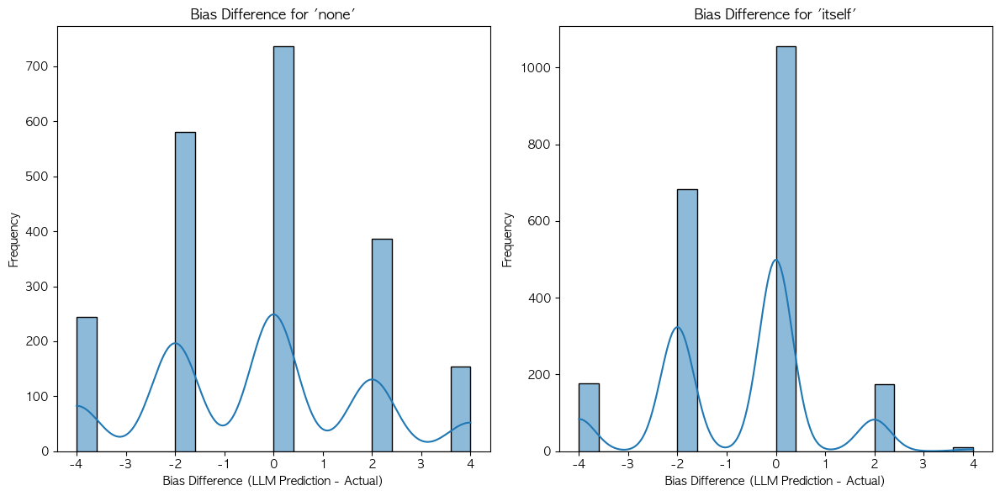 Bias Difference for 'none'
700
600
500
400
300
200
100
0
-4 -3 -2 -1 0 1 2 3 4
Frequency
Bias Difference (LLM Prediction - Actual)
Bias Difference for 'itself'
1000
800
600
400
200
0
-4 -3 -2 -1 0 1 2 3 4
Frequency
Bias Difference (LLM Prediction - Actual)